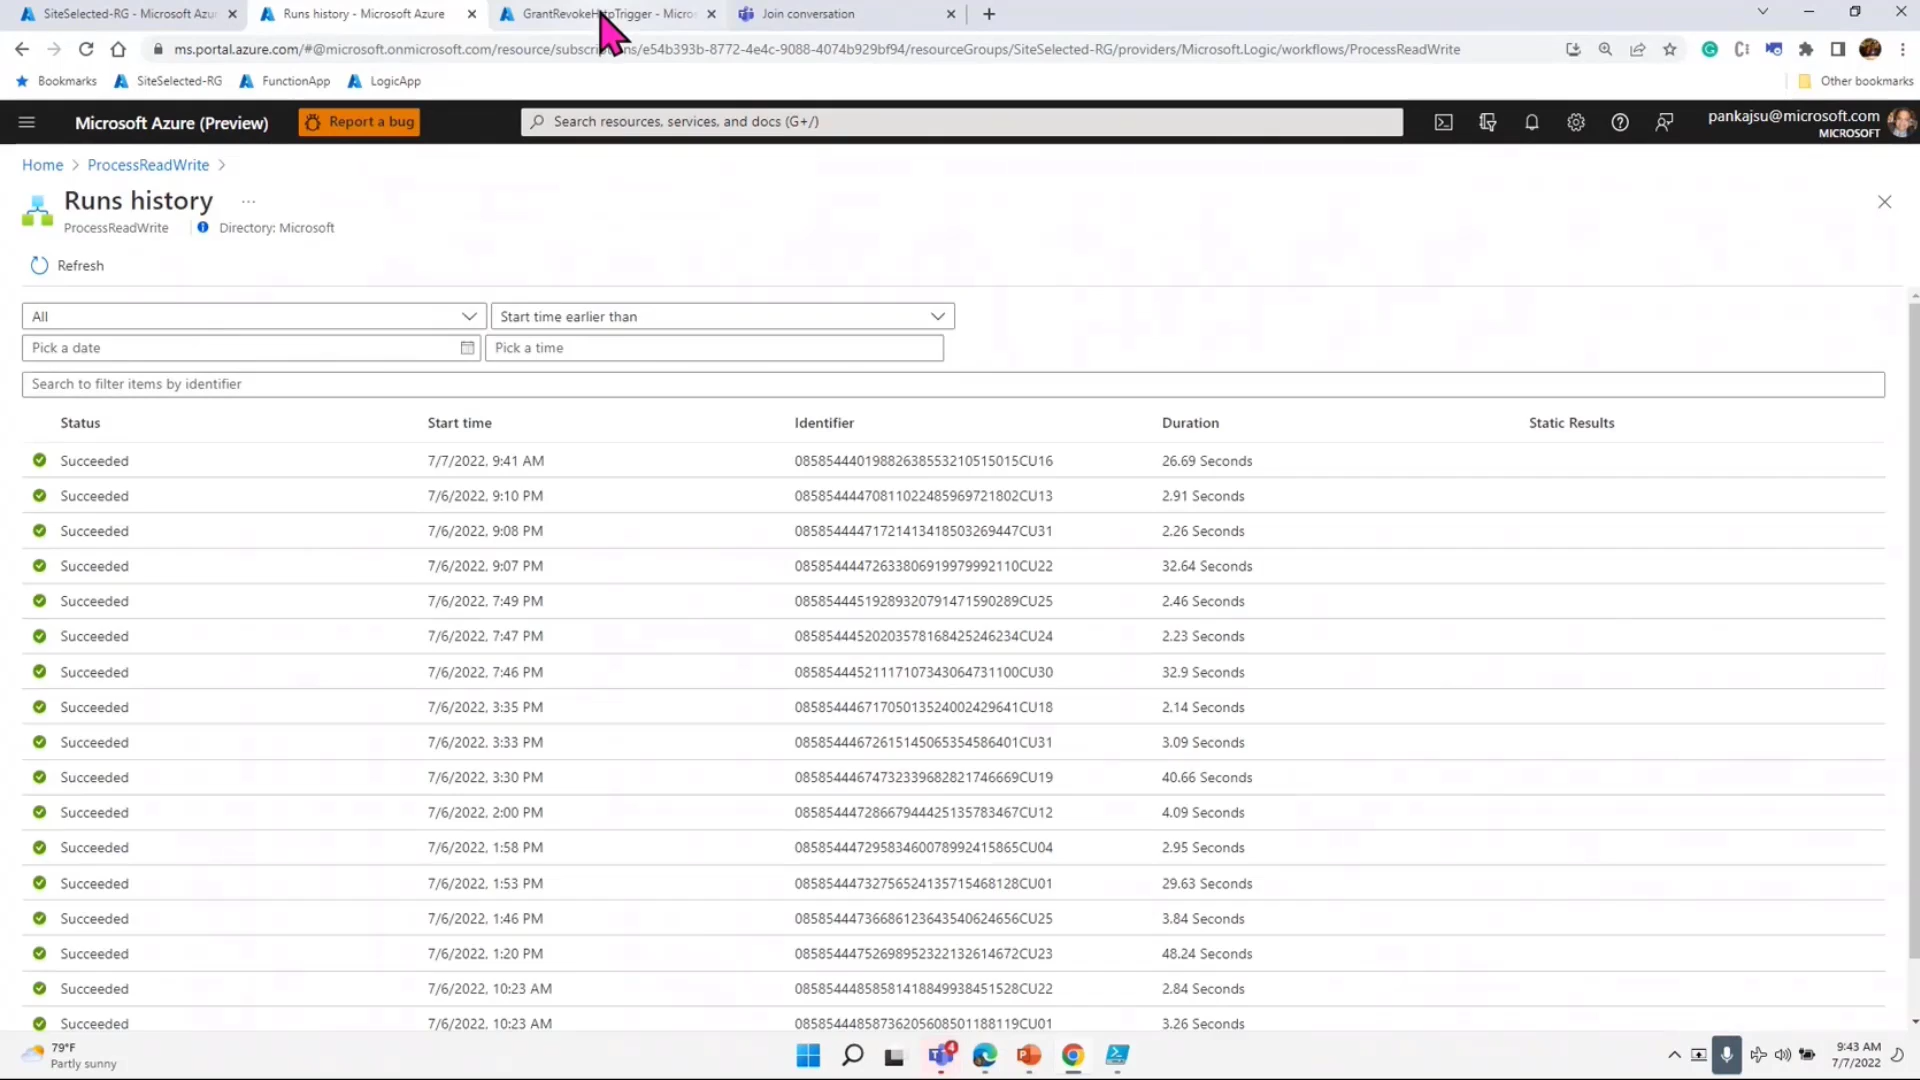 SiteSelected-RG - Microsoft Azu
Runs history - Microsoft Azure
GrantRevokeHttpTrigger - Micro
Join conversation
ms.portal.azure.com/#@microsoft.onmicrosoft.com/resource/subscriptions/e54b393b-8772-4e4c-9088-4074b929bf94/resourceGroups/SiteSelected-RG/providers/Microsoft.Logic/workflows/ProcessReadWrite
Bookmarks
SiteSelected-RG
FunctionApp
LogicApp
Other bookmarks
Microsoft Azure (Preview)
Report a bug
Search resources, services, and docs (G+/)
pankajsu@microsoft.com
MICROSOFT
Home > ProcessReadWrite >
Runs history ...
ProcessReadWrite
Directory: Microsoft
Refresh
All
Start time earlier than
Pick a date
Pick a time
Search to filter items by identifier
Status Start time Identifier Duration Static Results
Succeeded 7/7/2022, 9:41 AM 08585444019882638553210515015CU16 26.69 Seconds
Succeeded 7/6/2022, 9:10 PM 08585444470811022485969721802CU13 2.91 Seconds
Succeeded 7/6/2022, 9:08 PM 08585444471721413418503269447CU31 2.26 Seconds
Succeeded 7/6/2022, 9:07 PM 08585444472633806919979992110CU22 32.64 Seconds
Succeeded 7/6/2022, 7:49 PM 08585444519289320791471590289CU25 2.46 Seconds
Succeeded 7/6/2022, 7:47 PM 08585444520203578168425246234CU24 2.23 Seconds
Succeeded 7/6/2022, 7:46 PM 08585444521117107343064731100CU30 32.9 Seconds
Succeeded 7/6/2022, 3:35 PM 08585444671705013524002429641CU18 2.14 Seconds
Succeeded 7/6/2022, 3:33 PM 08585444672615145065354586401CU31 3.09 Seconds
Succeeded 7/6/2022, 3:30 PM 08585444674732339682821746669CU19 40.66 Seconds
Succeeded 7/6/2022, 2:00 PM 08585444728667944425135783467CU12 4.09 Seconds
Succeeded 7/6/2022, 1:58 PM 08585444729583460078992415865CU04 2.95 Seconds
Succeeded 7/6/2022, 1:53 PM 08585444732756524135715468128CU01 29.63 Seconds
Succeeded 7/6/2022, 1:46 PM 08585444736686123643540624656CU25 3.84 Seconds
Succeeded 7/6/2022, 1:20 PM 08585444752698952322132614672CU23 48.24 Seconds
Succeeded 7/6/2022, 10:23 AM 08585444858581418849938451528CU22 2.84 Seconds
Succeeded 7/6/2022, 10:23 AM 08585444858736205608501188119CU01 3.26 Seconds
79°F
Partly sunny
4
9:43 AM
7/7/2022